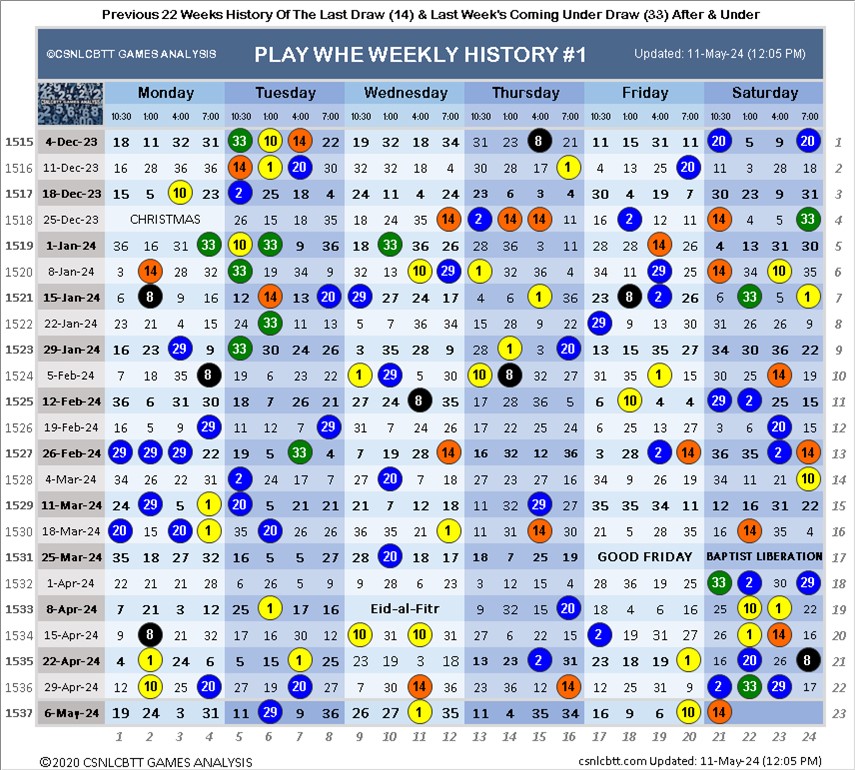 Previous 22 Weeks History Of The Last Draw (14) & Last Week's Coming Under Draw (33) After & Under
©CSNLCBTT GAMES ANALYSIS PLAY WHE WEEKLY HISTORY #1 Updated: 11-May-24 (12:05 PM)
CSNLCBTT GAMES ANALYSIS Monday Tuesday Wednesday Thursday Friday Saturday
10:30 1:00 4:00 7:00 10:30 1:00 4:00 7:00 10:30 1:00 4:00 7:00 10:30 1:00 4:00 7:00 10:30 1:00 4:00 7:00 10:30 1:00 4:00 7:00
1515 4-Dec-23 18 11 32 31 33 10 14 22 19 32 18 34 31 23 8 21 11 15 31 11 20 5 9 20 1
1516 11-Dec-23 16 28 36 36 14 1 20 30 32 32 18 4 30 28 17 1 24 4 13 20 11 3 28 18 2
1517 18-Dec-23 15 5 10 23 2 25 18 4 24 11 4 24 23 6 3 4 30 4 19 7 30 23 9 31 3
1518 25-Dec-23 CHRISTMAS 26 15 18 35 18 24 35 14 2 14 14 11 16 2 12 11 14 4 5 33 4
1519 1-Jan-24 36 16 31 33 10 33 9 36 18 33 36 26 28 36 3 11 28 28 14 26 4 13 31 30 5
1520 8-Jan-24 3 14 28 32 33 19 34 9 32 13 10 29 1 32 36 4 34 11 29 25 14 34 10 35 6
1521 15-Jan-24 6 8 9 16 12 14 13 20 29 27 24 17 4 6 1 36 23 8 2 26 6 33 5 1 7
1522 22-Jan-24 23 21 4 15 24 33 11 13 5 7 36 34 15 28 9 22 29 9 13 30 31 26 26 9 8
1523 29-Jan-24 16 23 29 9 33 30 24 26 3 35 28 9 28 1 3 20 13 15 35 27 34 30 36 22 9
1524 5-Feb-24 7 18 35 8 19 6 23 22 1 29 5 30 10 8 32 27 31 35 1 15 30 25 14 19 10
1525 12-Feb-24 36 6 31 30 18 7 26 21 27 24 8 35 17 28 36 5 6 10 4 4 29 2 25 15 11
1526 19-Feb-24 16 5 9 29 11 12 7 29 34 5 19 21 27 24 16 32 6 25 13 27 3 6 20 12 12
1527 26-Feb-24 29 29 29 22 19 5 33 4 7 19 28 14 16 32 12 36 3 28 2 14 36 35 2 14 13
1528 4-Mar-24 24 34 15 35 2 24 17 7 27 20 7 18 27 23 27 16 34 9 26 19 34 11 21 10 14
1529 11-Mar-24 24 29 5 1 20 5 21 21 21 7 12 18 11 12 29 27 35 35 34 11 12 16 31 22 15
1530 18-Mar-24 20 15 20 1 35 20 26 6 36 35 21 1 11 31 14 30 21 9 28 35 22 14 35 4 16
1531 25-Mar-24 35 18 27 32 16 5 5 27 28 20 18 17 18 7 25 19 GOOD FRIDAY BAPTIST LIBERATION 17
1532 1-Apr-24 22 21 21 28 6 26 5 9 9 28 6 23 3 12 15 4 28 36 19 25 33 2 30 29 18
1533 8-Apr-24 7 21 3 12 25 1 17 16 Eid-al-Fitr 9 32 15 20 18 4 6 16 25 10 1 22 19
1534 15-Apr-24 9 8 21 32 17 16 30 12 10 31 10 31 27 6 22 15 2 19 31 27 26 1 14 16 20
1535 22-Apr-24 4 1 24 6 5 15 1 25 23 19 3 18 13 23 2 31 23 18 19 1 16 20 26 8 21
1536 29-Apr-24 12 10 25 20 27 19 20 27 7 30 14 36 23 36 4 14 12 25 31 9 2 33 29 17 22
1537 6-May-24 19 24 3 31 11 29 9 36 26 27 1 35 11 4 35 34 16 9 6 10 14 23
1 2 3 4 5 6 7 8 9 10 11 12 13 14 15 16 17 18 19 20 21 22 23 24
©2020 CSNLCBTT GAMES ANALYSIS csnlcbtt.com Updated: 11-May-24 (12:05 PM)